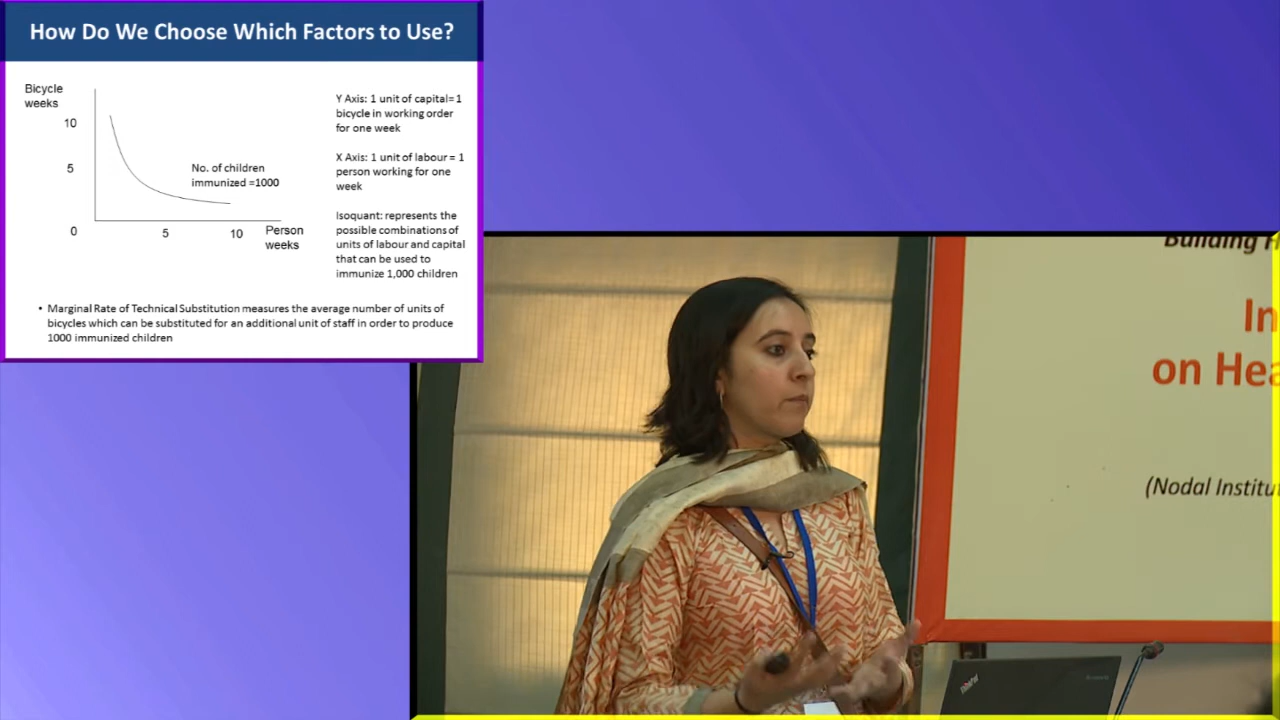 How Do We Choose Which Factors to Use?
Bicycle
weeks
10
5
0
5
10
Person
weeks
No. of children
immunized =1000
Y Axis: 1 unit of capital=1
bicycle in working order
for one week
X Axis: 1 unit of labour = 1
person working for one
week
Isoquant: represents the
possible combinations of
units of labour and capital
that can be used to
immunize 1,000 children
• Marginal Rate of Technical Substitution measures the average number of units of
bicycles which can be substituted for an additional unit of staff in order to produce
1000 immunized children
Building H
In
on Hea
(Nodal Institu
ThinkPad